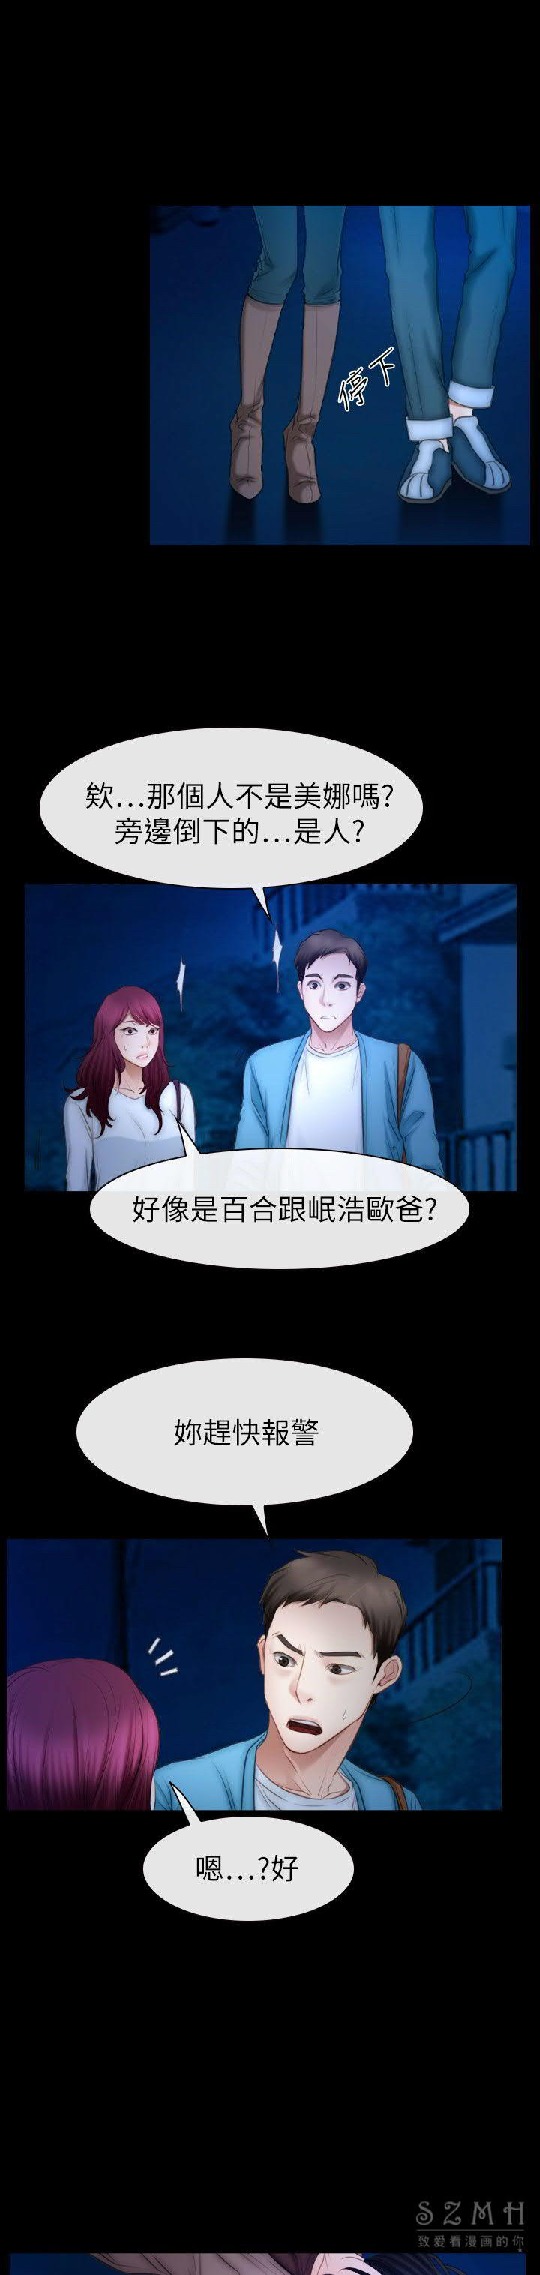 停下
欸...那個人不是美娜嗎?
旁邊倒下的...是人?
好像是百合跟岷浩歐爸?
妳趕快報警
嗯...?好
SZMH
致爱看漫画的你